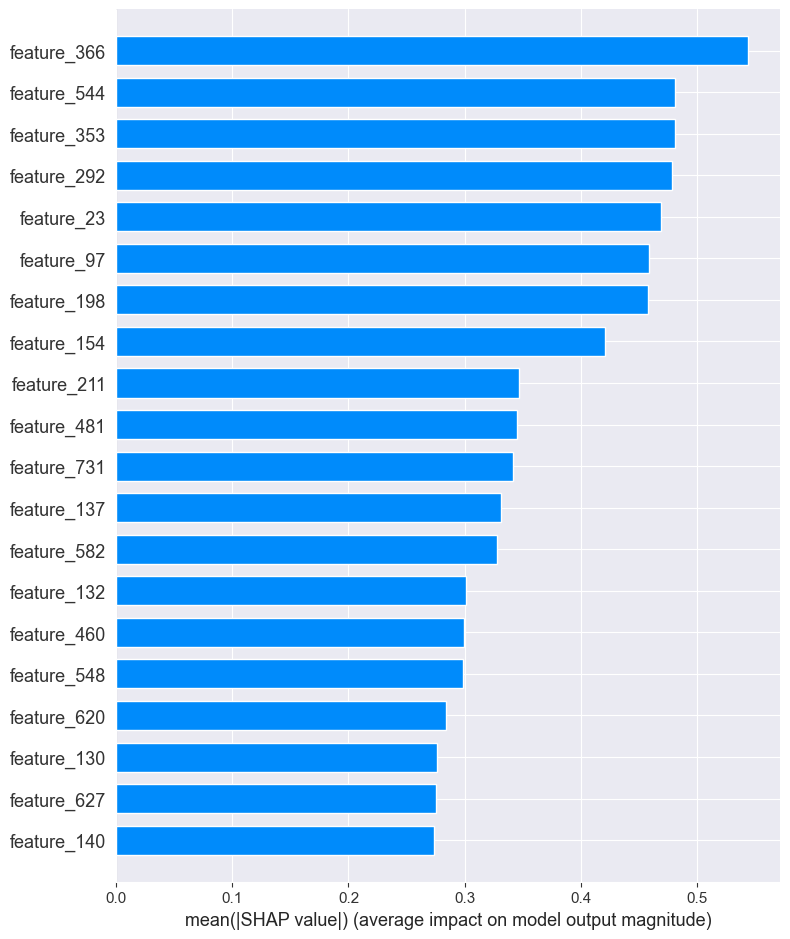 feature_366
feature_544
feature_353
feature_292
feature_23
feature_97
feature_198
feature_154
feature_211
feature_481
feature_731
feature_137
feature_582
feature_132
feature_460
feature_548
feature_620
feature_130
feature_627
feature_140
0.0 0.1 0.2 0.3 0.4 0.5
mean(|SHAP value|) (average impact on model output magnitude)